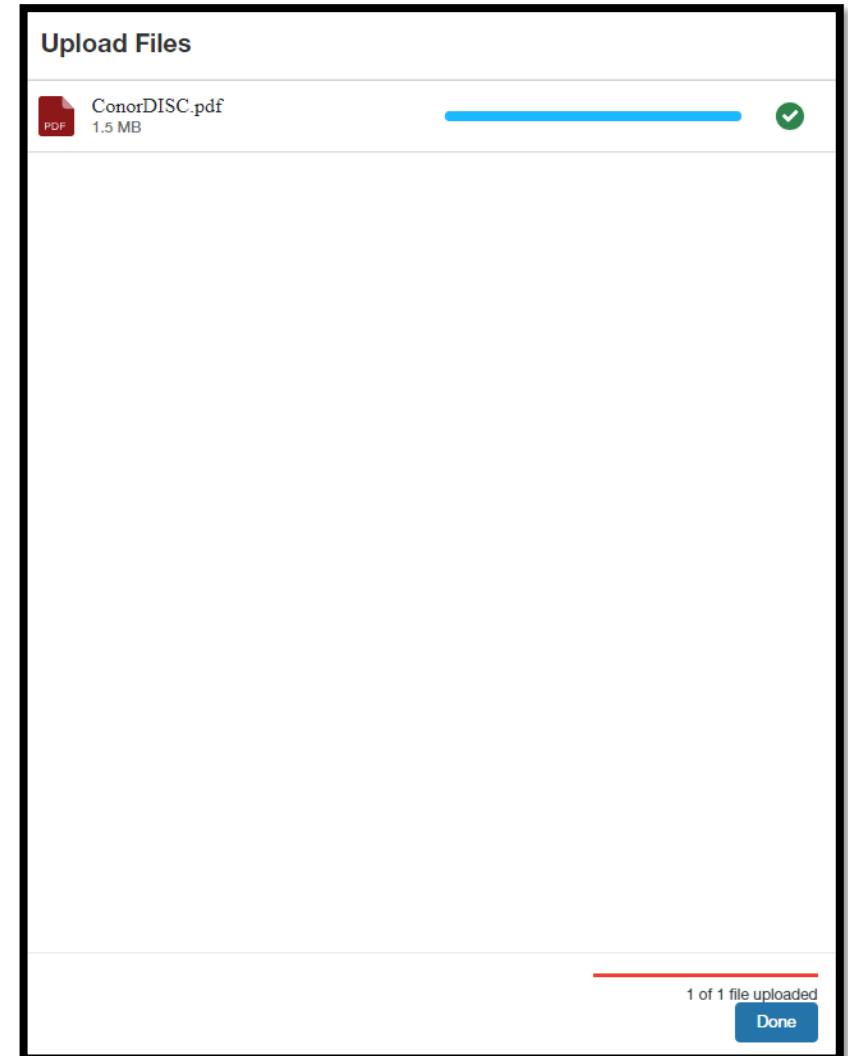 Upload Files
ConorDISC.pdf
PDF
1.5 MB
1 of 1 file uploaded
Done